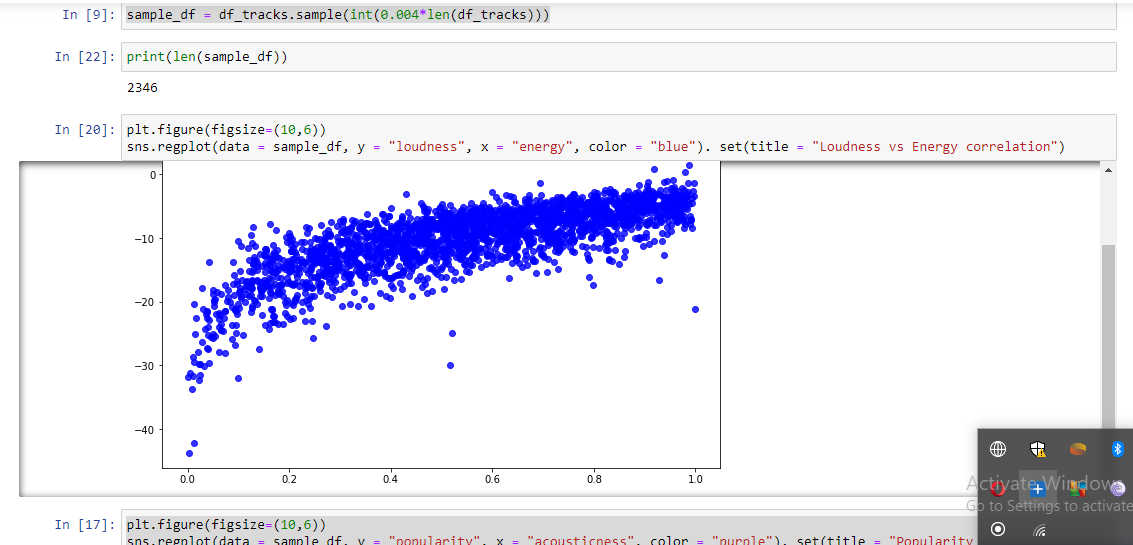 In [9]: sample_df = df_tracks.sample(int(0.004*len(df_tracks)))
In [22]: print(len(sample_df))
2346
In [20]: plt.figure(figsize=(10,6))
sns.regplot(data = sample_df, y = "loudness", x = "energy", color = "blue"). set(title = "Loudness vs Energy correlation")
0
−10
−20
−30
−40
0.0 0.2 0.4 0.6 0.8 1.0
Activate Windows
Go to Settings to activate
In [17]: plt.figure(figsize=(10,6))
sns.regplot(data = sample_df, y = "popularity", x = "acousticness", color = "purple"). set(title = "Popularity